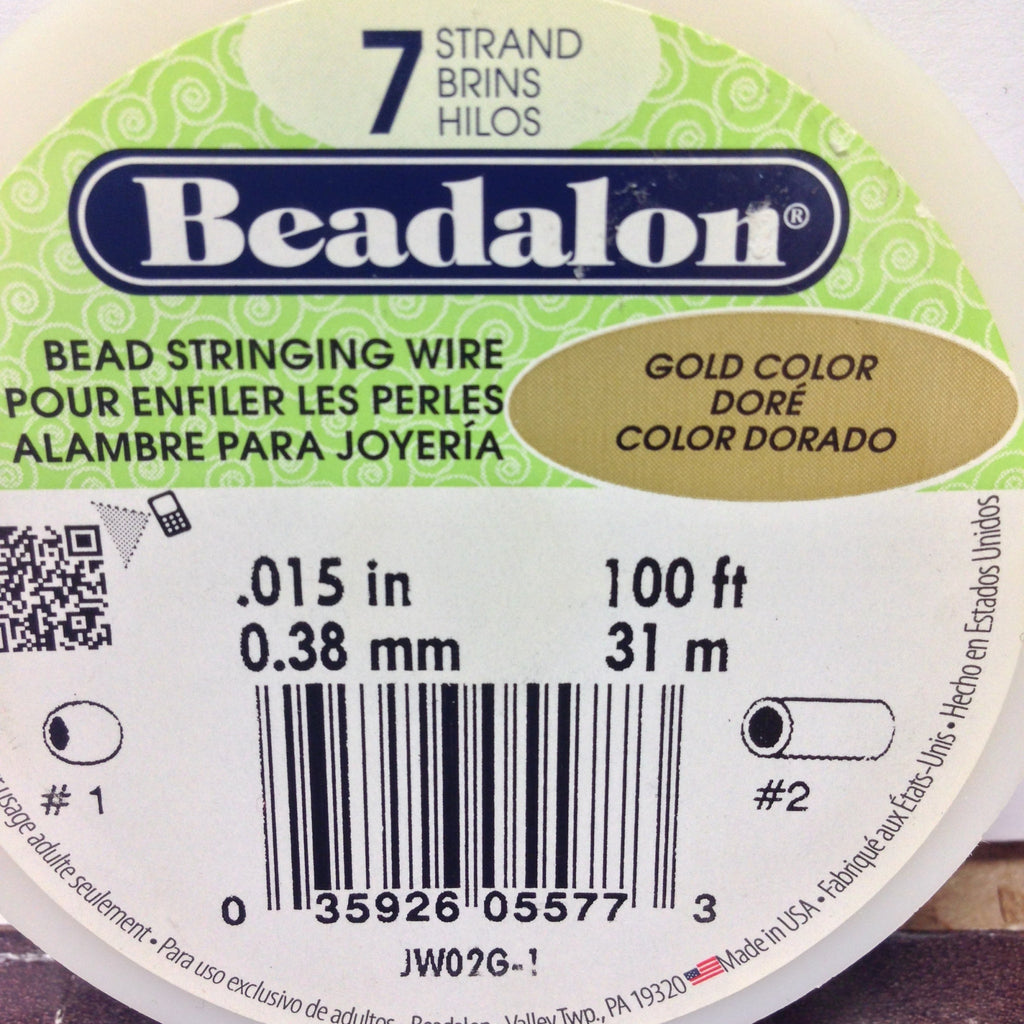 7 STRAND
BRINS
HILOS
Beadalon®
BEAD STRINGING WIRE
POUR ENFILER LES PERLES
ALAMBRE PARA JOYERÍA
GOLD COLOR
DORÉ
COLOR DORADO
.015 in
0.38 mm
100 ft
31 m
# 1
#2
0 35926 05577 3
JW02G-1
usage adulte seulement • Para uso exclusivo de adultos Beadalon Valley Twp., PA 19320 Made in USA • Fabriqué aux États-Unis • Hecho en Estados Unidos